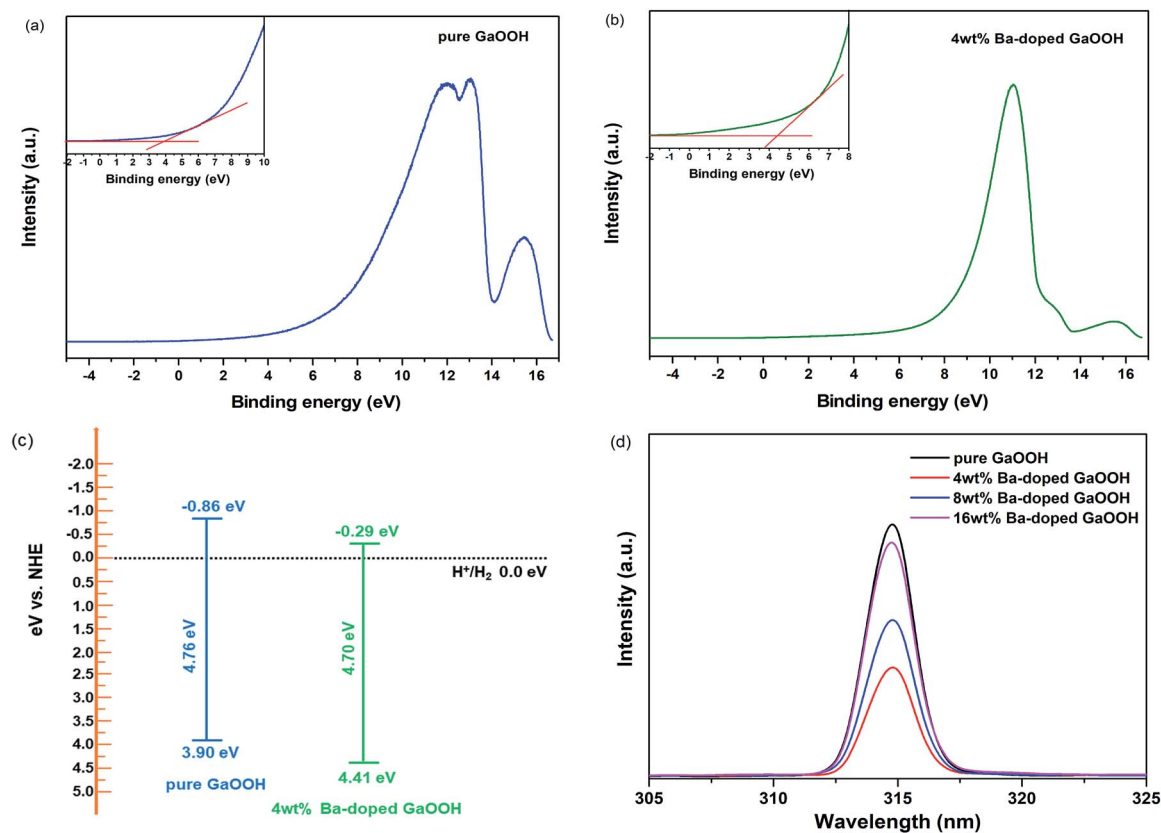 (a)
pure GaOOH
Intensity (a.u.)
-2 -1 0 1 2 3 4 5 6 7 8 9 10
Binding energy (eV)
-4 -2 0 2 4 6 8 10 12 14 16
Binding energy (eV)
(b)
4wt% Ba-doped GaOOH
Intensity (a.u.)
-2 -1 0 1 2 3 4 5 6 7 8
Binding energy (eV)
-4 -2 0 2 4 6 8 10 11 14 16
Binding energy (eV)
(c)
eV vs. NHE
-2.0
-1.5
-1.0
-0.5
0.0
0.5
1.0
1.5
2.0
2.5
3.0
3.5
4.0
4.5
5.0
-0.86 eV
4.76 eV
3.90 eV
pure GaOOH
-0.29 eV
4.70 eV
4.41 eV
4wt% Ba-doped GaOOH
H⁺/H₂ 0.0 eV
(d)
pure GaOOH
4wt% Ba-doped GaOOH
8wt% Ba-doped GaOOH
16wt% Ba-doped GaOOH
Intensity (a.u.)
305 310 315 320 325
Wavelength (nm)